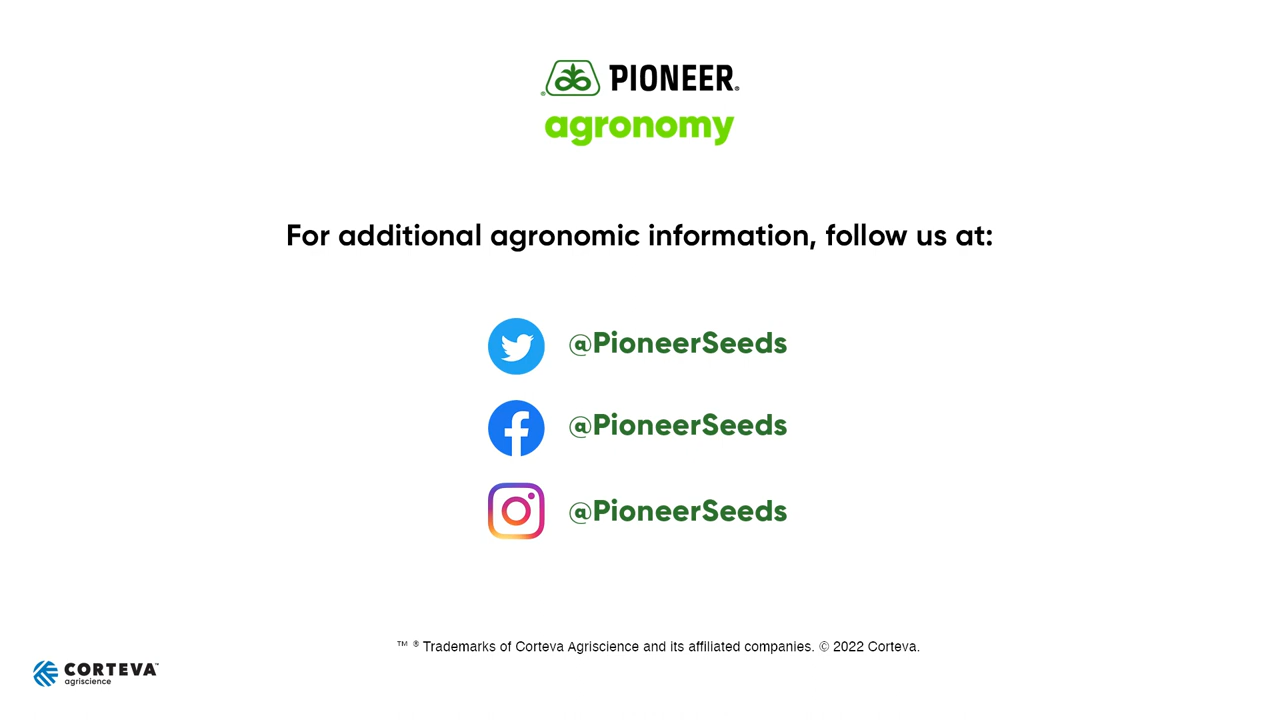 ® PIONEER®
agronomy
For additional agronomic information, follow us at:
@PioneerSeeds
@PioneerSeeds
@PioneerSeeds
™ ® Trademarks of Corteva Agriscience and its affiliated companies. © 2022 Corteva.
CORTEVA™
agriscience